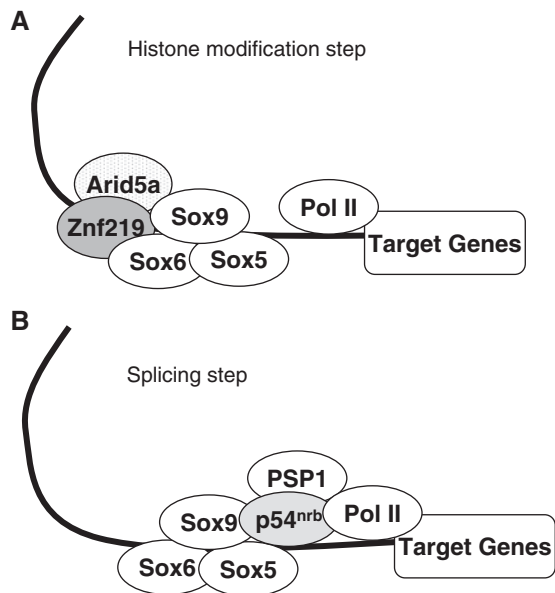 A
Histone modification step
Arid5a
Znf219
Sox9
Pol II
Sox6
Sox5
Target Genes
B
Splicing step
PSP1
Sox9
p54nrb
Pol II
Sox6
Sox5
Target Genes